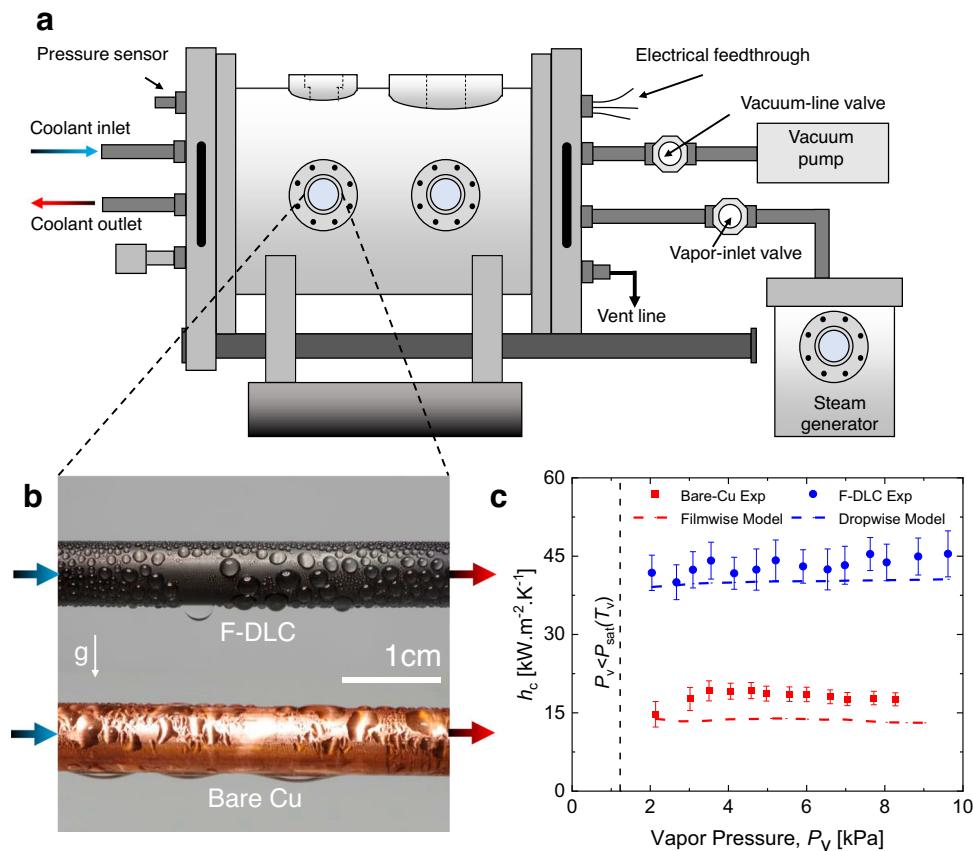 a
Pressure sensor
Electrical feedthrough
Coolant inlet
Vacuum-line valve
Vacuum
pump
Coolant outlet
Vapor-inlet valve
Vent line
Steam
generator
b
F-DLC
g
1cm
Bare Cu
c
60
45
30
15
0
h_c [kW.m⁻².K⁻¹]
Bare-Cu Exp
F-DLC Exp
Filmwise Model
Dropwise Model
P_v<P_sat(T_v)
0 2 4 6 8 10
Vapor Pressure, P_v [kPa]